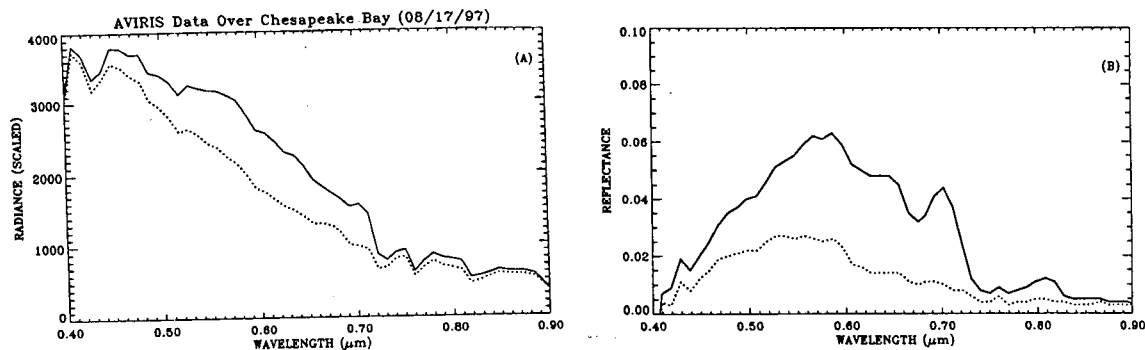 AVIRIS Data Over Chesapeake Bay (08/17/97)
4000
3000
2000
1000
0
RADIANCE (SCALED)
(A)
0.40 0.50 0.60 0.70 0.80 0.90
WAVELENGTH (μm)
0.10
0.08
0.06
0.04
0.02
0.00
REFLECTANCE
(B)
0.40 0.50 0.60 0.70 0.80 0.90
WAVELENGTH (μm)